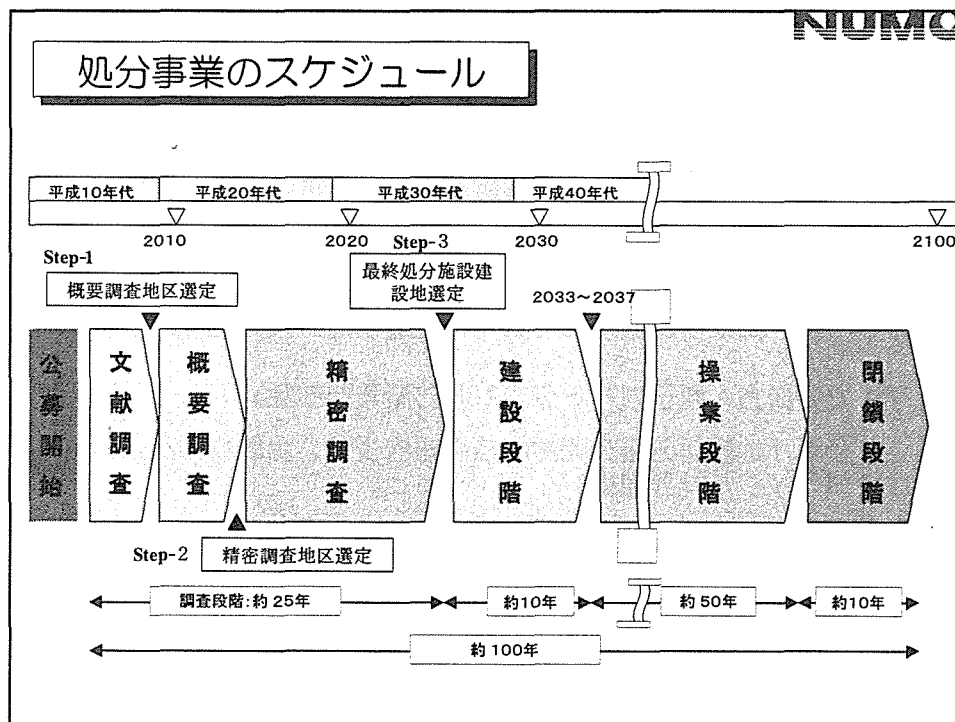 NUMO
処分事業のスケジュール
平成10年代 平成20年代 平成30年代 平成40年代
2010 2020 2030 2100
Step-1
概要調査地区選定
Step-3
最終処分施設建
設地選定
2033～2037
公募開始
文献調査
概要調査
精密調査
建設段階
操業段階
閉鎖段階
Step-2
精密調査地区選定
調査段階:約25年 約10年 約50年 約10年
約100年